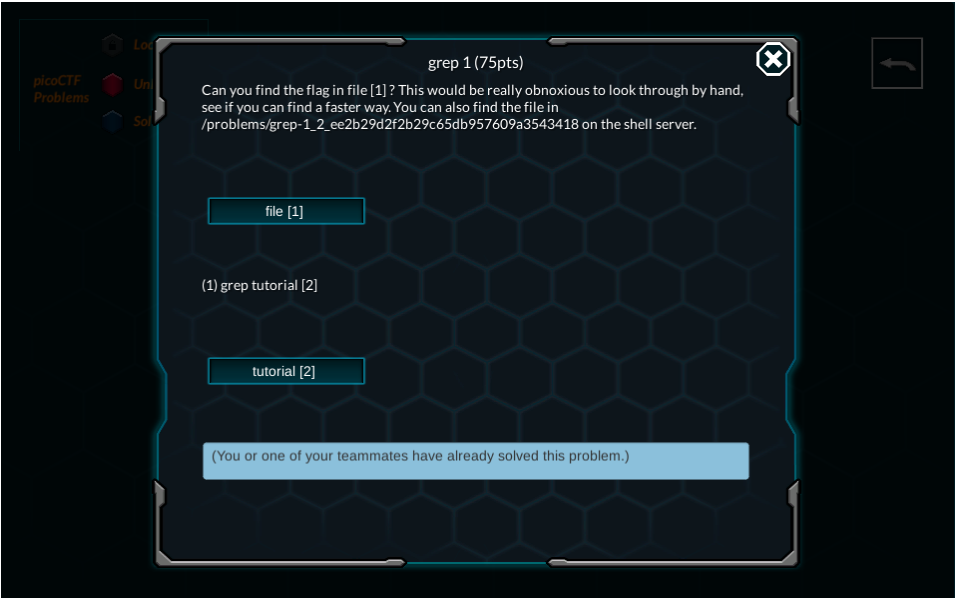 grep 1 (75pts)
Loc
picoCTF
Problems
Uni
Sol
Can you find the flag in file [1] ? This would be really obnoxious to look through by hand,
see if you can find a faster way. You can also find the file in
/problems/grep-1_2_ee2b29d2f2b29c65db957609a3543418 on the shell server.
file [1]
(1) grep tutorial [2]
tutorial [2]
(You or one of your teammates have already solved this problem.)